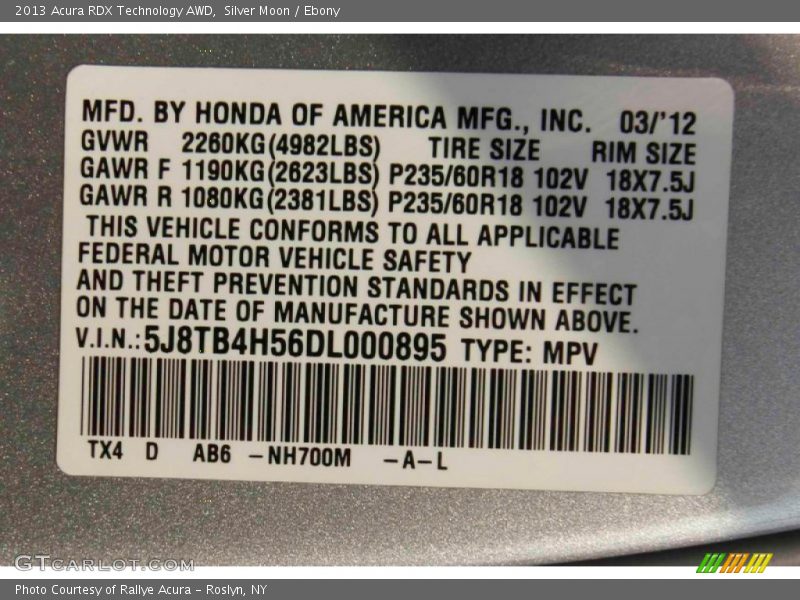 2013 Acura RDX Technology AWD,  Silver Moon / Ebony
MFD. BY HONDA OF AMERICA MFG., INC. 03/'12
GVWR 2260KG(4982LBS) TIRE SIZE RIM SIZE
GAWR F 1190KG(2623LBS) P235/60R18 102V 18X7.5J
GAWR R 1080KG(2381LBS) P235/60R18 102V 18X7.5J
THIS VEHICLE CONFORMS TO ALL APPLICABLE
FEDERAL MOTOR VEHICLE SAFETY
AND THEFT PREVENTION STANDARDS IN EFFECT
ON THE DATE OF MANUFACTURE SHOWN ABOVE.
V.I.N.:5J8TB4H56DL000895 TYPE: MPV
TX4 D AB6 -NH700M -A-L
GTCARLOT.COM
Photo Courtesy of Rallye Acura - Roslyn, NY